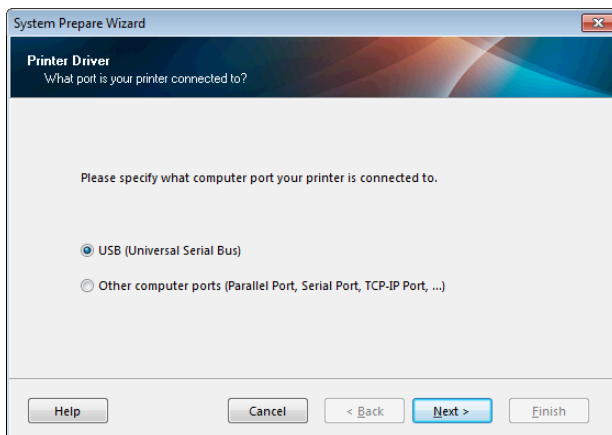 System Prepare Wizard
Printer Driver
What port is your printer connected to?
Please specify what computer port your printer is connected to.
USB (Universal Serial Bus)
Other computer ports (Parallel Port, Serial Port, TCP-IP Port, ...)
Help Cancel < Back Next > Finish